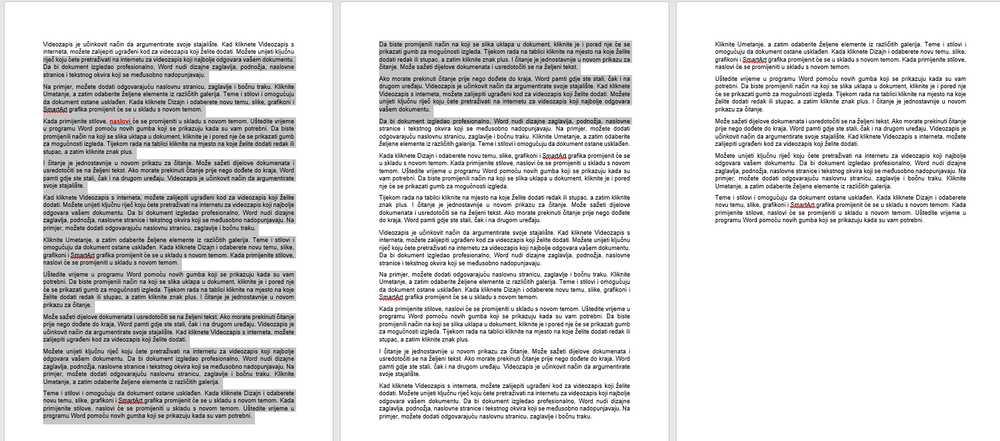 Videozapis je učinkovit način da argumentirate svoje stajalište. Kad kliknete Videozapis s
interneta, možete zalijepiti ugrađeni kod za videozapis koji želite dodati. Možete unijeti ključnu
riječ koju ćete pretraživati na internetu za videozapis koji najbolje odgovara vašem dokumentu.
Da bi dokument izgledao profesionalno, Word nudi dizajne zaglavlja, podnožja, naslovne
stranice i tekstnog okvira koji se međusobno nadopunjavaju.
Na primjer, možete dodati odgovarajuću naslovnu stranicu, zaglavlje i bočnu traku. Kliknite
Umetanje, a zatim odaberite željene elemente iz različitih galerija. Teme i stilovi i omogućuju
da dokument ostane usklađen. Kada kliknete Dizajn i odaberete novu temu, slike, grafikoni i
SmartArt grafika promijenit će se u skladu s novom temom.
Kada primijenite stilove, naslovi će se promijeniti u skladu s novom temom. Uštedite vrijeme
u programu Word pomoću novih gumba koji se prikazuju kada su vam potrebni. Da biste
promijenili način na koji se slika uklapa u dokument, kliknite je i pored nje će se prikazati gumb
za mogućnosti izgleda. Tijekom rada na tablici kliknite na mjesto na koje želite dodati redak ili
stupac, a zatim kliknite znak plus.
I čitanje je jednostavnije u novom prikazu za čitanje. Može sažeti dijelove dokumenata i
usredotočiti se na željeni tekst. Ako morate prekinuti čitanje prije nego dođete do kraja, Word
pamti gdje ste stali, čak i na drugom uređaju. Videozapis je učinkovit način da argumentirate
svoje stajalište.
Kad kliknete Videozapis s interneta, možete zalijepiti ugrađeni kod za videozapis koji želite
dodati. Možete unijeti ključnu riječ koju ćete pretraživati na internetu za videozapis koji najbolje
odgovara vašem dokumentu. Da bi dokument izgledao profesionalno, Word nudi dizajne
zaglavlja, podnožja, naslovne stranice i tekstnog okvira koji se međusobno nadopunjavaju. Na
primjer, možete dodati odgovarajuću naslovnu stranicu, zaglavlje i bočnu traku.
Kliknite Umetanje, a zatim odaberite željene elemente iz različitih galerija. Teme i stilovi i
omogućuju da dokument ostane usklađen. Kada kliknete Dizajn i odaberete novu temu, slike,
grafikoni i SmartArt grafika promijenit će se u skladu s novom temom. Kada primijenite stilove,
naslovi će se promijeniti u skladu s novom temom.
Uštedite vrijeme u programu Word pomoću novih gumba koji se prikazuju kada su vam
potrebni. Da biste promijenili način na koji se slika uklapa u dokument, kliknite je i pored nje
će se prikazati gumb za mogućnosti izgleda. Tijekom rada na tablici kliknite na mjesto na koje
želite dodati redak ili stupac, a zatim kliknite znak plus. I čitanje je jednostavnije u novom
prikazu za čitanje.
Može sažeti dijelove dokumenata i usredotočiti se na željeni tekst. Ako morate prekinuti čitanje
prije nego dođete do kraja, Word pamti gdje ste stali, čak i na drugom uređaju. Videozapis je
učinkovit način da argumentirate svoje stajalište. Kad kliknete Videozapis s interneta, možete
zalijepiti ugrađeni kod za videozapis koji želite dodati.
Možete unijeti ključnu riječ koju ćete pretraživati na internetu za videozapis koji najbolje
odgovara vašem dokumentu. Da bi dokument izgledao profesionalno, Word nudi dizajne
zaglavlja, podnožja, naslovne stranice i tekstnog okvira koji se međusobno nadopunjavaju. Na
primjer, možete dodati odgovarajuću naslovnu stranicu, zaglavlje i bočnu traku. Kliknite
Umetanje, a zatim odaberite željene elemente iz različitih galerija.
Teme i stilovi i omogućuju da dokument ostane usklađen. Kada kliknete Dizajn i odaberete
novu temu, slike, grafikoni i SmartArt grafika promijenit će se u skladu s novom temom. Kada
primijenite stilove, naslovi će se promijeniti u skladu s novom temom. Uštedite vrijeme u
programu Word pomoću novih gumba koji se prikazuju kada su vam potrebni.
Da biste promijenili način na koji se slika uklapa u dokument, kliknite je i pored nje će se
prikazati gumb za mogućnosti izgleda. Tijekom rada na tablici kliknite na mjesto na koje želite
dodati redak ili stupac, a zatim kliknite znak plus. I čitanje je jednostavnije u novom prikazu za
čitanje. Može sažeti dijelove dokumenata i usredotočiti se na željeni tekst.
Ako morate prekinuti čitanje prije nego dođete do kraja, Word pamti gdje ste stali, čak i na
drugom uređaju. Videozapis je učinkovit način da argumentirate svoje stajalište. Kad kliknete
Videozapis s interneta, možete zalijepiti ugrađeni kod za videozapis koji želite dodati. Možete
unijeti ključnu riječ koju ćete pretraživati na internetu za videozapis koji najbolje odgovara
vašem dokumentu.
Da bi dokument izgledao profesionalno, Word nudi dizajne zaglavlja, podnožja, naslovne
stranice i tekstnog okvira koji se međusobno nadopunjavaju. Na primjer, možete dodati
odgovarajuću naslovnu stranicu, zaglavlje i bočnu traku. Kliknite Umetanje, a zatim odaberite
željene elemente iz različitih galerija. Teme i stilovi i omogućuju da dokument ostane usklađen.
Kada kliknete Dizajn i odaberete novu temu, slike, grafikoni i SmartArt grafika promijenit će se
u skladu s novom temom. Kada primijenite stilove, naslovi će se promijeniti u skladu s novom
temom. Uštedite vrijeme u programu Word pomoću novih gumba koji se prikazuju kada su
vam potrebni. Da biste promijenili način na koji se slika uklapa u dokument, kliknite je i pored
nje će se prikazati gumb za mogućnosti izgleda.
Tijekom rada na tablici kliknite na mjesto na koje želite dodati redak ili stupac, a zatim kliknite
znak plus. I čitanje je jednostavnije u novom prikazu za čitanje. Može sažeti dijelove
dokumenata i usredotočiti se na željeni tekst. Ako morate prekinuti čitanje prije nego dođete
do kraja, Word pamti gdje ste stali, čak i na drugom uređaju.
Videozapis je učinkovit način da argumentirate svoje stajalište. Kad kliknete Videozapis s
interneta, možete zalijepiti ugrađeni kod za videozapis koji želite dodati. Možete unijeti ključnu
riječ koju ćete pretraživati na internetu za videozapis koji najbolje odgovara vašem dokumentu.
Da bi dokument izgledao profesionalno, Word nudi dizajne zaglavlja, podnožja, naslovne
stranice i tekstnog okvira koji se međusobno nadopunjavaju.
Na primjer, možete dodati odgovarajuću naslovnu stranicu, zaglavlje i bočnu traku. Kliknite
Umetanje, a zatim odaberite željene elemente iz različitih galerija. Teme i stilovi i omogućuju
da dokument ostane usklađen. Kada kliknete Dizajn i odaberete novu temu, slike, grafikoni i
SmartArt grafika promijenit će se u skladu s novom temom.
Kada primijenite stilove, naslovi će se promijeniti u skladu s novom temom. Uštedite vrijeme u
programu Word pomoću novih gumba koji se prikazuju kada su vam potrebni. Da biste
promijenili način na koji se slika uklapa u dokument, kliknite je i pored nje će se prikazati gumb
za mogućnosti izgleda. Tijekom rada na tablici kliknite na mjesto na koje želite dodati redak ili
stupac, a zatim kliknite znak plus.
I čitanje je jednostavnije u novom prikazu za čitanje. Može sažeti dijelove dokumenata i
usredotočiti se na željeni tekst. Ako morate prekinuti čitanje prije nego dođete do kraja, Word
pamti gdje ste stali, čak i na drugom uređaju. Videozapis je učinkovit način da argumentirate
svoje stajalište.
Kad kliknete Videozapis s interneta, možete zalijepiti ugrađeni kod za videozapis koji želite
dodati. Možete unijeti ključnu riječ koju ćete pretraživati na internetu za videozapis koji najbolje
odgovara vašem dokumentu. Da bi dokument izgledao profesionalno, Word nudi dizajne
zaglavlja, podnožja, naslovne stranice i tekstnog okvira koji se međusobno nadopunjavaju. Na
primjer, možete dodati odgovarajuću naslovnu stranicu, zaglavlje i bočnu traku.
Kliknite Umetanje, a zatim odaberite željene elemente iz različitih galerija. Teme i stilovi i
omogućuju da dokument ostane usklađen. Kada kliknete Dizajn i odaberete novu temu, slike,
grafikoni i SmartArt grafika promijenit će se u skladu s novom temom. Kada primijenite stilove,
naslovi će se promijeniti u skladu s novom temom.
Uštedite vrijeme u programu Word pomoću novih gumba koji se prikazuju kada su vam
potrebni. Da biste promijenili način na koji se slika uklapa u dokument, kliknite je i pored nje
će se prikazati gumb za mogućnosti izgleda. Tijekom rada na tablici kliknite na mjesto na koje
želite dodati redak ili stupac, a zatim kliknite znak plus. I čitanje je jednostavnije u novom
prikazu za čitanje.
Može sažeti dijelove dokumenata i usredotočiti se na željeni tekst. Ako morate prekinuti čitanje
prije nego dođete do kraja, Word pamti gdje ste stali, čak i na drugom uređaju. Videozapis je
učinkovit način da argumentirate svoje stajalište. Kad kliknete Videozapis s interneta, možete
zalijepiti ugrađeni kod za videozapis koji želite dodati.
Možete unijeti ključnu riječ koju ćete pretraživati na internetu za videozapis koji najbolje
odgovara vašem dokumentu. Da bi dokument izgledao profesionalno, Word nudi dizajne
zaglavlja, podnožja, naslovne stranice i tekstnog okvira koji se međusobno nadopunjavaju. Na
primjer, možete dodati odgovarajuću naslovnu stranicu, zaglavlje i bočnu traku. Kliknite
Umetanje, a zatim odaberite željene elemente iz različitih galerija.
Teme i stilovi i omogućuju da dokument ostane usklađen. Kada kliknete Dizajn i odaberete
novu temu, slike, grafikoni i SmartArt grafika promijenit će se u skladu s novom temom. Kada
primijenite stilove, naslovi će se promijeniti u skladu s novom temom. Uštedite vrijeme u
programu Word pomoću novih gumba koji se prikazuju kada su vam potrebni.